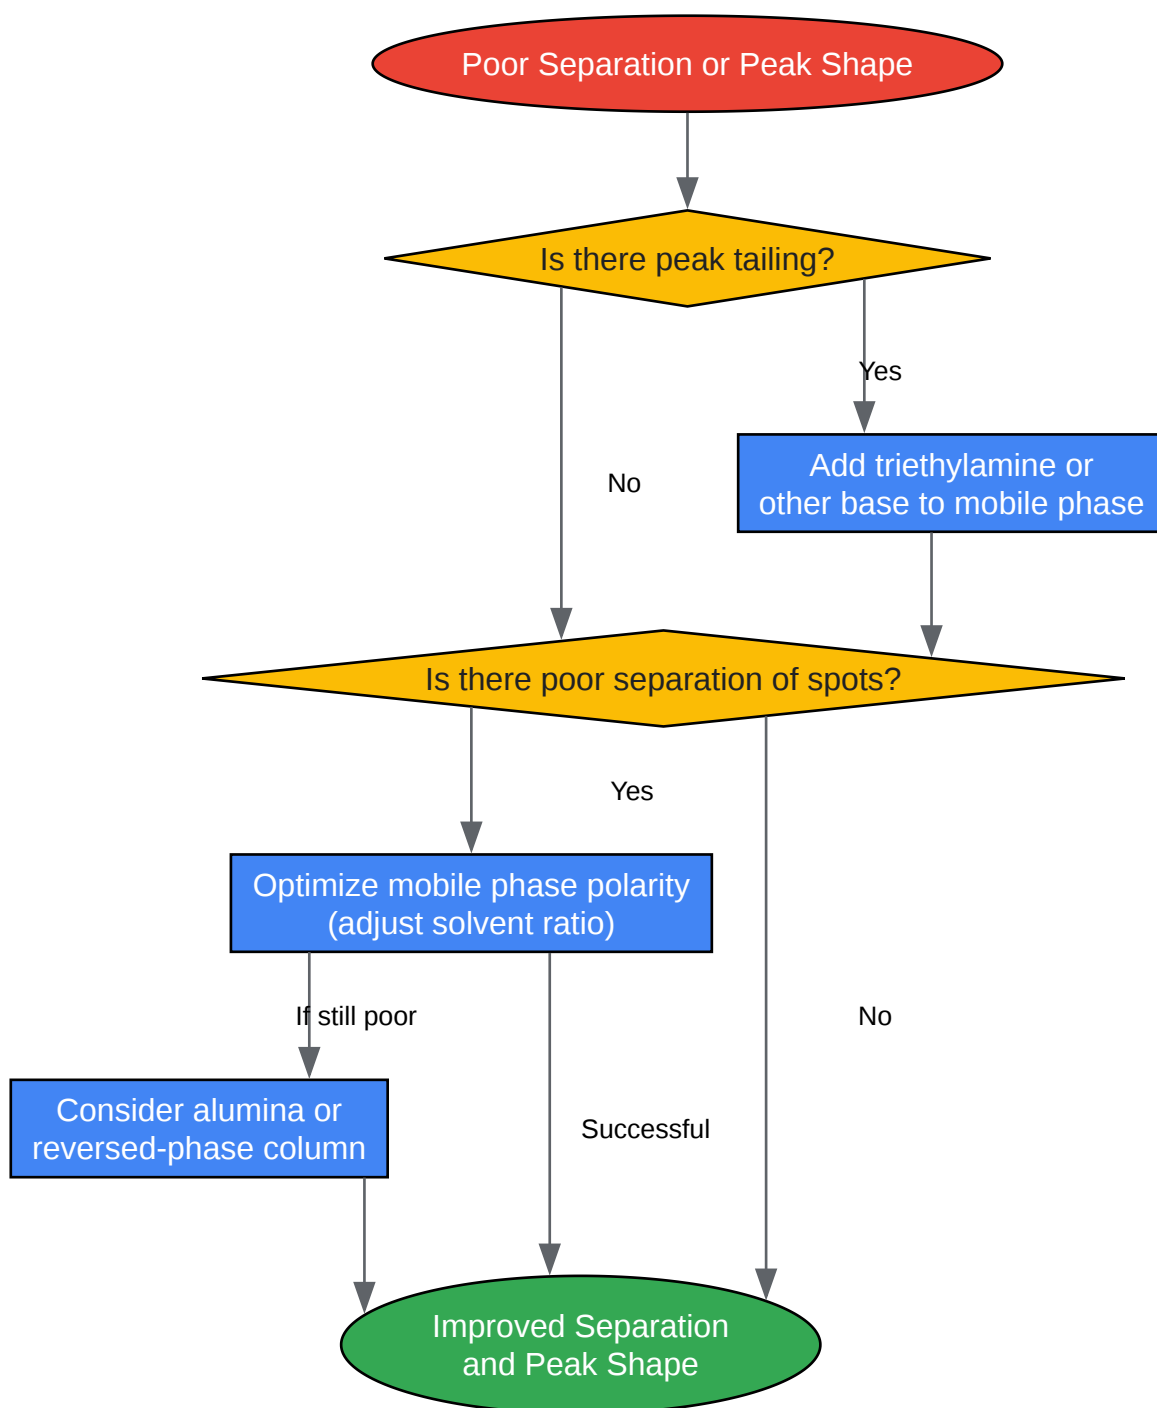 Poor Separation or Peak Shape
Is there peak tailing?
Yes
Add triethylamine or
other base to mobile phase
No
Is there poor separation of spots?
Yes
Optimize mobile phase polarity
(adjust solvent ratio)
If still poor
No
Consider alumina or
reversed-phase column
Successful
Improved Separation
and Peak Shape